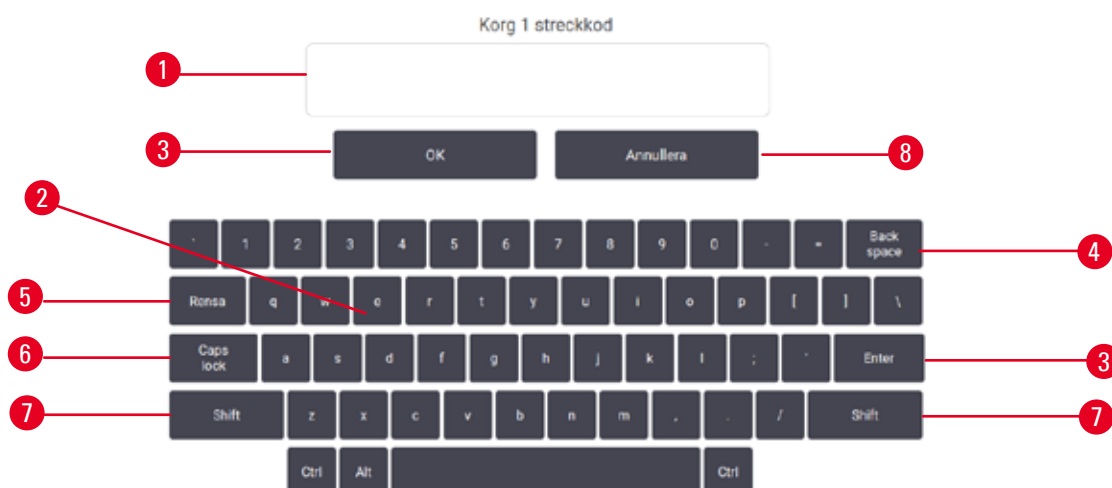 Korg 1 streckkod
1
3 OK Annullera 8
2
` 1 2 3 4 5 6 7 8 9 0 - = Back space 4
5 Rensa q w e r t y u i o p [ ] \
6 Caps lock a s d f g h j k l ; ' Enter 3
7 Shift z x c v b n m , . / Shift 7
Ctrl Alt Ctrl